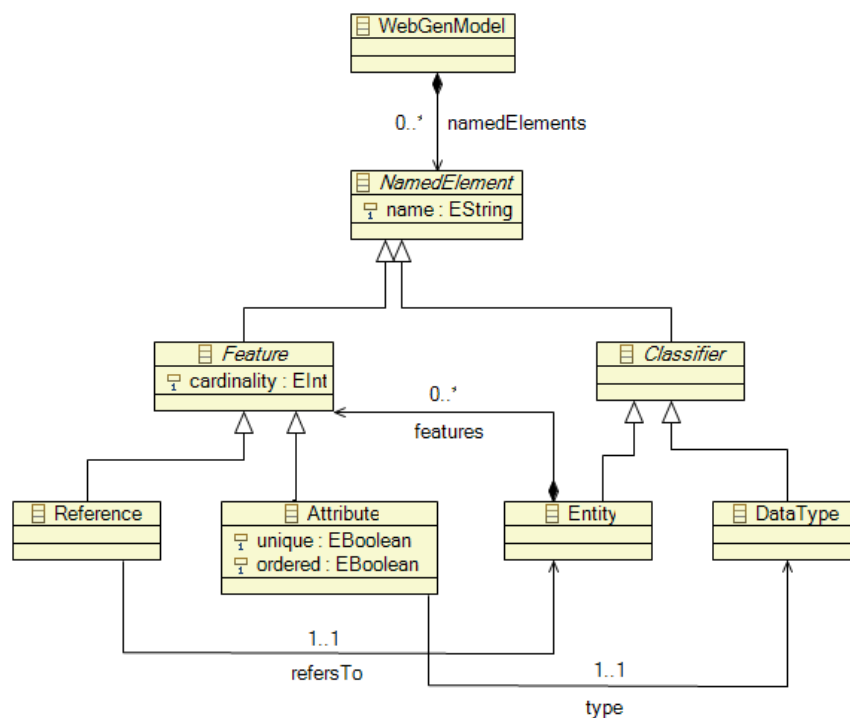 WebGenModel
0..* namedElements
NamedElement
name : EString
Feature
cardinality : EInt
Classifier
0..*
features
Reference
Attribute
unique : EBoolean
ordered : EBoolean
Entity
DataType
1..1
refersTo
1..1
type